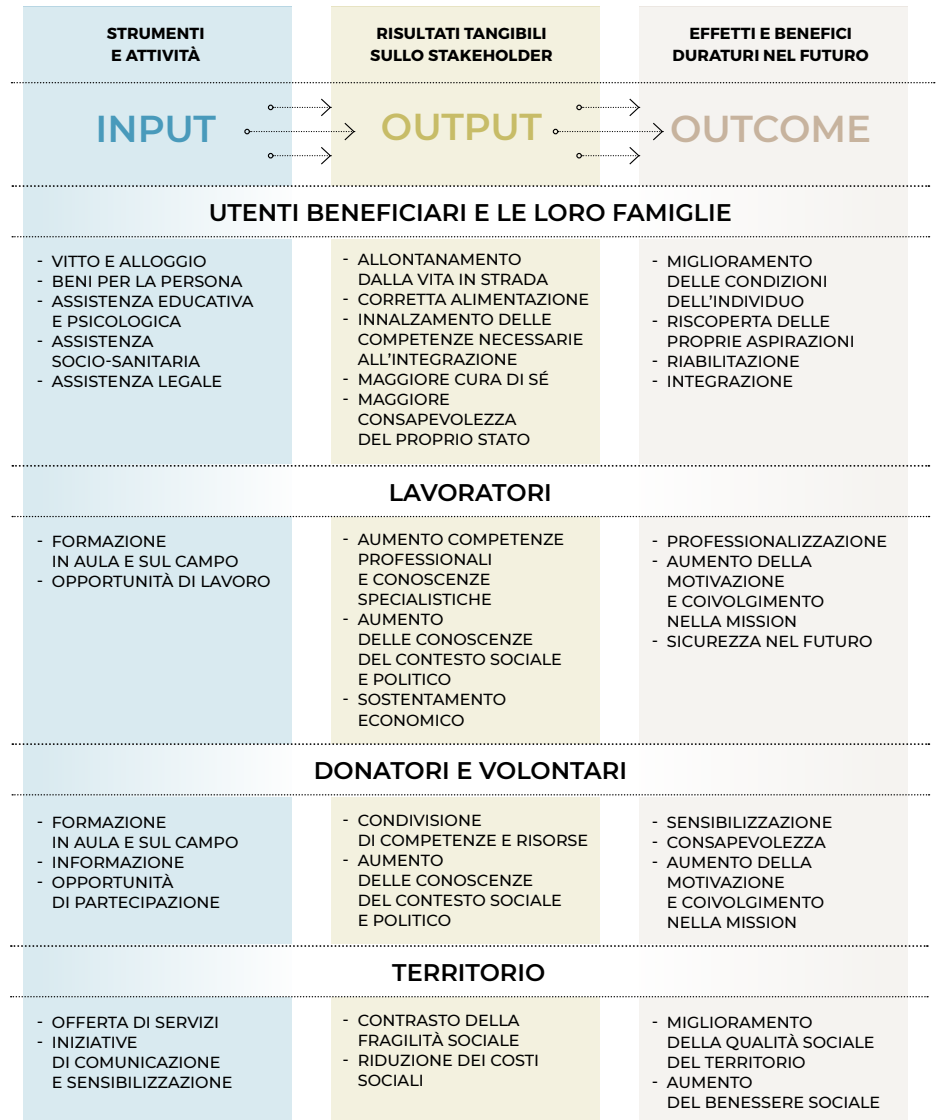 STRUMENTI
E ATTIVITÀ
RISULTATI TANGIBILI
SULLO STAKEHOLDER
EFFETTI E BENEFICI
DURATURI NEL FUTURO
INPUT
OUTPUT
OUTCOME
UTENTI BENEFICIARI E LE LORO FAMIGLIE
- VITTO E ALLOGGIO
- BENI PER LA PERSONA
- ASSISTENZA EDUCATIVA
E PSICOLOGICA
- ASSISTENZA
SOCIO-SANITARIA
- ASSISTENZA LEGALE
- ALLONTANAMENTO
DALLA VITA IN STRADA
- CORRETTA ALIMENTAZIONE
- INNALZAMENTO DELLE
COMPETENZE NECESSARIE
ALL'INTEGRAZIONE
- MAGGIORE CURA DI SÉ
- MAGGIORE
CONSAPEVOLEZZA
DEL PROPRIO STATO
- MIGLIORAMENTO
DELLE CONDIZIONI
DELL'INDIVIDUO
- RISCOPERTA DELLE
PROPRIE ASPIRAZIONI
- RIABILITAZIONE
- INTEGRAZIONE
LAVORATORI
- FORMAZIONE
IN AULA E SUL CAMPO
- OPPORTUNITÀ DI LAVORO
- AUMENTO COMPETENZE
PROFESSIONALI
E CONOSCENZE
SPECIALISTICHE
- AUMENTO
DELLE CONOSCENZE
DEL CONTESTO SOCIALE
E POLITICO
- SOSTENTAMENTO
ECONOMICO
- PROFESSIONALIZZAZIONE
- AUMENTO DELLA
MOTIVAZIONE
E COIVOLGIMENTO
NELLA MISSION
- SICUREZZA NEL FUTURO
DONATORI E VOLONTARI
- FORMAZIONE
IN AULA E SUL CAMPO
- INFORMAZIONE
- OPPORTUNITÀ
DI PARTECIPAZIONE
- CONDIVISIONE
DI COMPETENZE E RISORSE
- AUMENTO
DELLE CONOSCENZE
DEL CONTESTO SOCIALE
E POLITICO
- SENSIBILIZZAZIONE
- CONSAPEVOLEZZA
- AUMENTO DELLA
MOTIVAZIONE
E COIVOLGIMENTO
NELLA MISSION
TERRITORIO
- OFFERTA DI SERVIZI
- INIZIATIVE
DI COMUNICAZIONE
E SENSIBILIZZAZIONE
- CONTRASTO DELLA
FRAGILITÀ SOCIALE
- RIDUZIONE DEI COSTI
SOCIALI
- MIGLIORAMENTO
DELLA QUALITÀ SOCIALE
DEL TERRITORIO
- AUMENTO
DEL BENESSERE SOCIALE